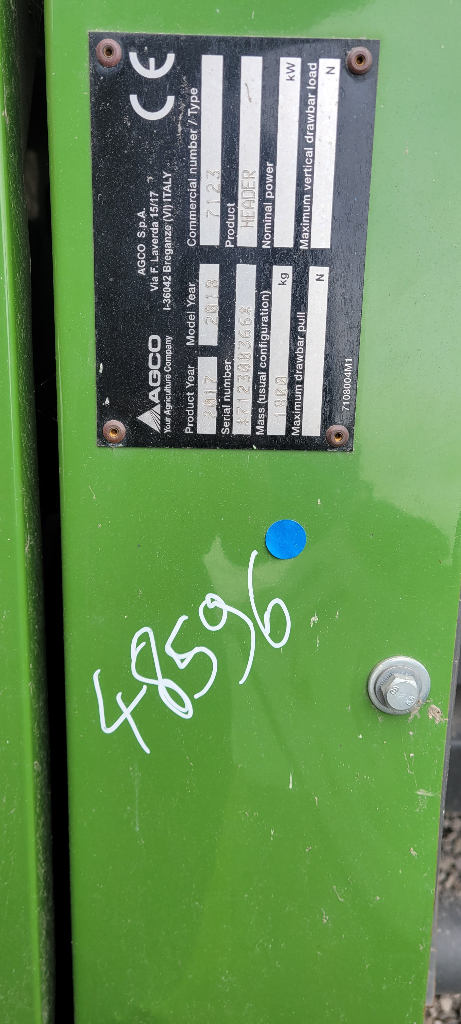 AGCO
Your Agriculture Company
AGCO S.p.A.
Via F. Laverda 15/17
I-36042 Breganze (VI) ITALY
CE
Product Year
Model Year
Commercial number / Type
2017
2018
7123
Serial number
Product
HEADER
Mass (usual configuration)
Nominal power
1900 kg
kW
Maximum drawbar pull
Maximum vertical drawbar load
N
N
7108004M1
48596